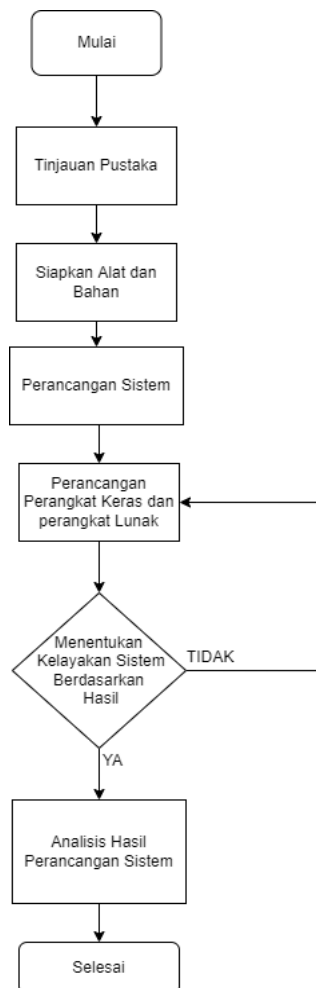 Mulai
Tinjauan Pustaka
Siapkan Alat dan
Bahan
Perancangan Sistem
Perancangan
Perangkat Keras dan
perangkat Lunak
Menentukan
Kelayakan Sistem
Berdasarkan
Hasil
TIDAK
YA
Analisis Hasil
Perancangan Sistem
Selesai